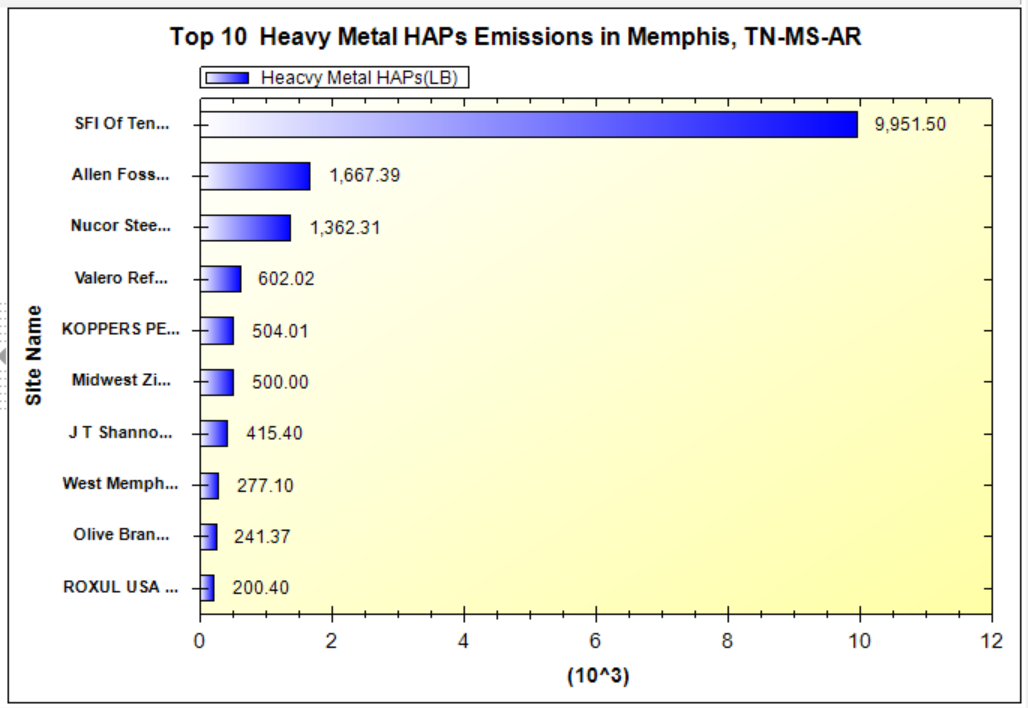 Top 10 Heavy Metal HAPs Emissions in Memphis, TN-MS-AR
Heacvy Metal HAPs(LB)
Site Name
SFI Of Ten... 9,951.50
Allen Foss... 1,667.39
Nucor Stee... 1,362.31
Valero Ref... 602.02
KOPPERS PE... 504.01
Midwest Zi... 500.00
J T Shanno... 415.40
West Memph... 277.10
Olive Bran... 241.37
ROXUL USA ... 200.40
0 2 4 6 8 10 12
(10^3)